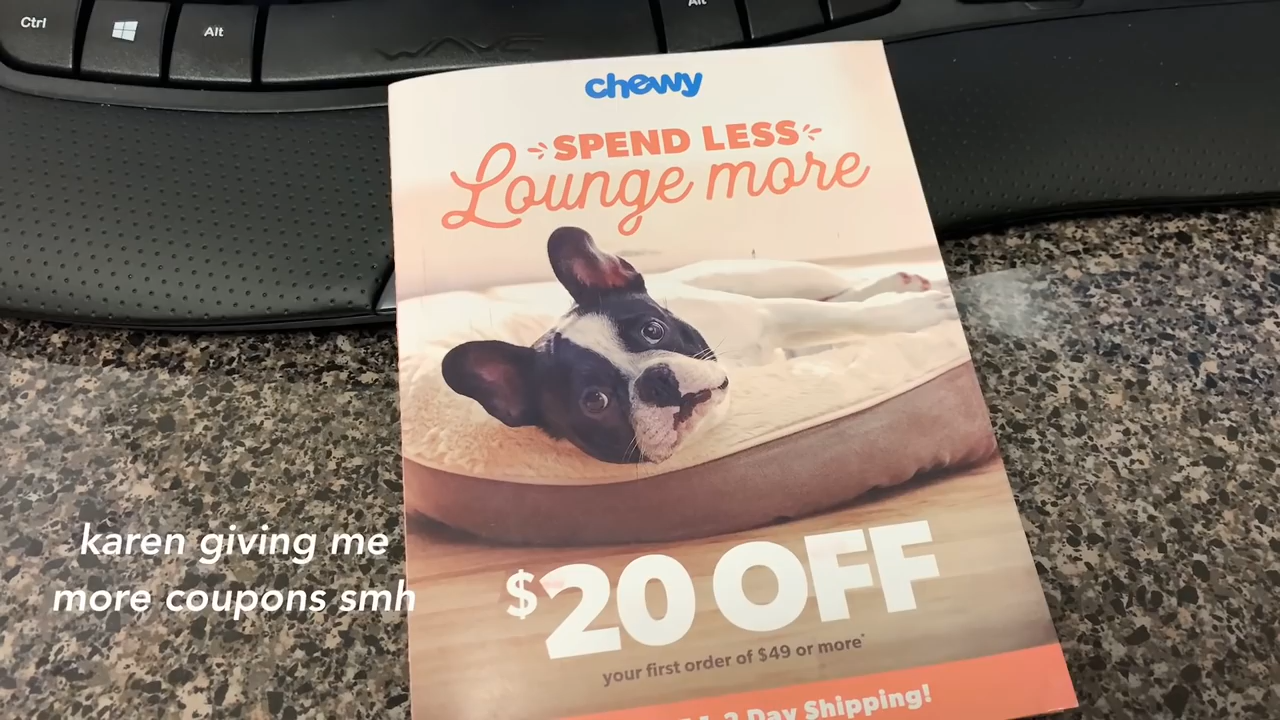 Ctrl
Alt
Alt
WAVE
chewy
SPEND LESS
Lounge more
karen giving me
more coupons smh
$20 OFF
your first order of $49 or more*
Day Shipping!